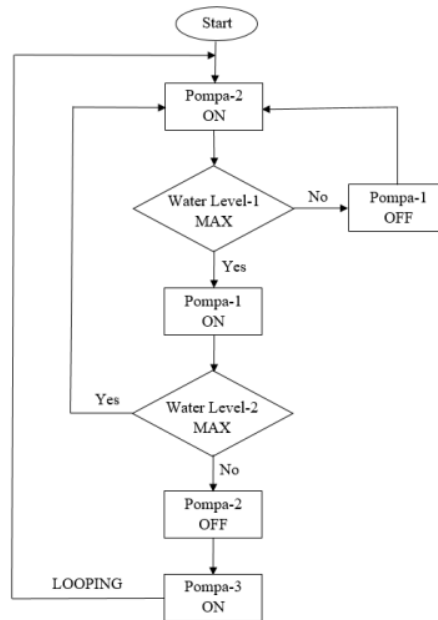 Start
Pompa-2
ON
Water Level-1
MAX
No
Pompa-1
OFF
Yes
Pompa-1
ON
Yes
Water Level-2
MAX
No
Pompa-2
OFF
LOOPING
Pompa-3
ON